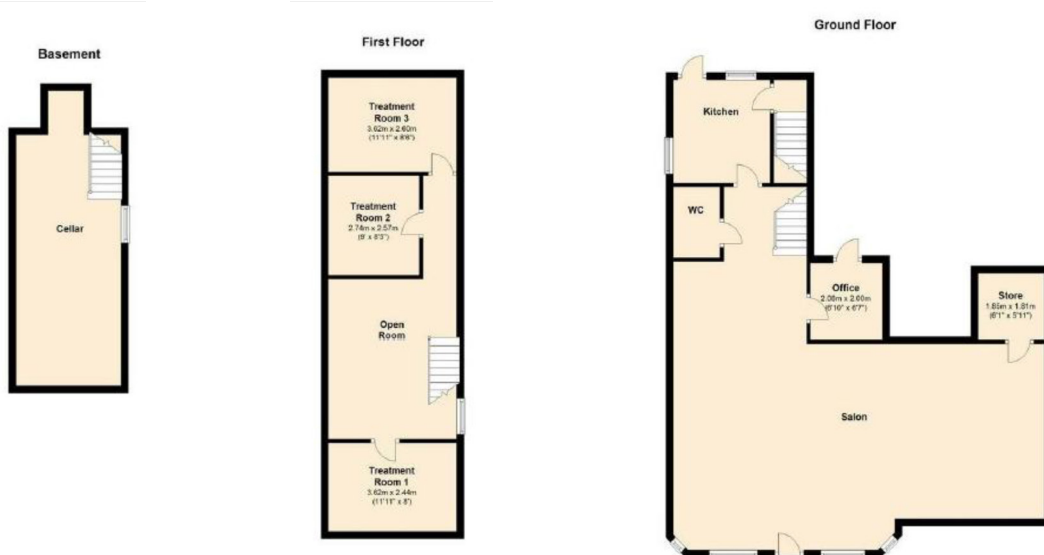 Basement
Cellar
First Floor
Treatment
Room 3
3.62m x 2.60m
(11'11" x 8'6")
Treatment
Room 2
2.74m x 2.57m
(9' x 8'5")
Open
Room
Treatment
Room 1
3.62m x 2.44m
(11'11" x 8')
Ground Floor
Kitchen
WC
Office
2.08m x 2.00m
(6'10" x 6'7")
Store
1.85m x 1.81m
(6'1" x 5'11")
Salon